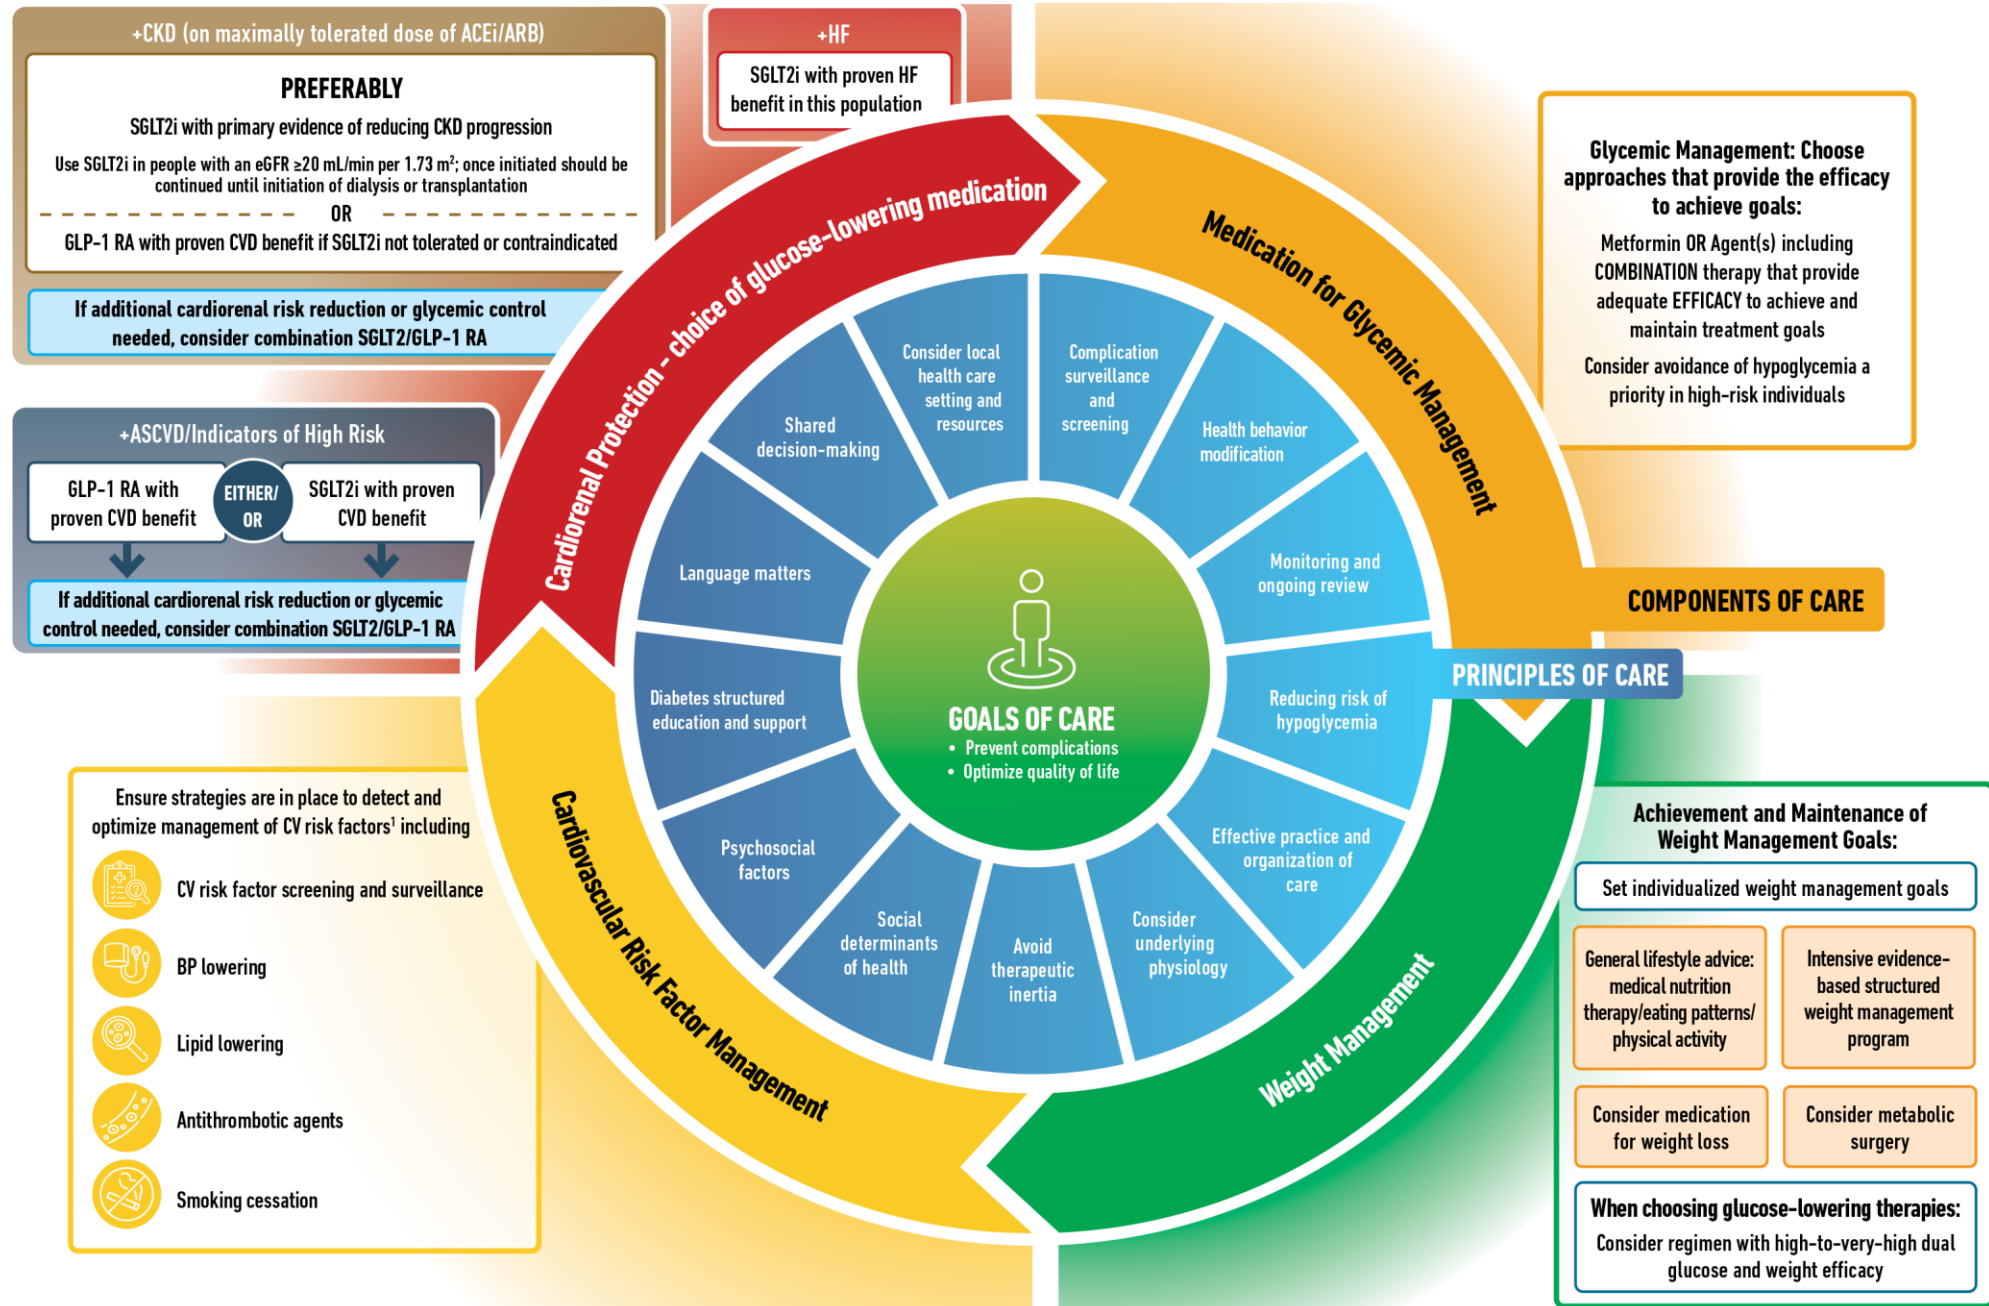 +CKD (on maximally tolerated dose of ACEi/ARB)
PREFERABLY
SGLT2i with primary evidence of reducing CKD progression
Use SGLT2i in people with an eGFR ≥20 mL/min per 1.73 m²; once initiated should be
continued until initiation of dialysis or transplantation
OR
GLP-1 RA with proven CVD benefit if SGLT2i not tolerated or contraindicated
If additional cardiorenal risk reduction or glycemic control
needed, consider combination SGLT2/GLP-1 RA
+HF
SGLT2i with proven HF
benefit in this population
+ASCVD/Indicators of High Risk
GLP-1 RA with
proven CVD benefit
EITHER/
OR
SGLT2i with proven
CVD benefit
If additional cardiorenal risk reduction or glycemic
control needed, consider combination SGLT2/GLP-1 RA
Ensure strategies are in place to detect and
optimize management of CV risk factors¹ including
CV risk factor screening and surveillance
BP lowering
Lipid lowering
Antithrombotic agents
Smoking cessation
Cardiorenal Protection - choice of glucose-lowering medication
Medication for Glycemic Management
Weight Management
Cardiovascular Risk Factor Management
Consider local
health care
setting and
resources
Complication
surveillance
and
screening
Health behavior
modification
Monitoring and
ongoing review
Reducing risk of
hypoglycemia
Effective practice and
organization of
care
Consider
underlying
physiology
Avoid
therapeutic
inertia
Social
determinants
of health
Psychosocial
factors
Diabetes structured
education and support
Language matters
Shared
decision-making
GOALS OF CARE
• Prevent complications
• Optimize quality of life
Glycemic Management: Choose
approaches that provide the efficacy
to achieve goals:
Metformin OR Agent(s) including
COMBINATION therapy that provide
adequate EFFICACY to achieve and
maintain treatment goals
Consider avoidance of hypoglycemia a
priority in high-risk individuals
COMPONENTS OF CARE
PRINCIPLES OF CARE
Achievement and Maintenance of
Weight Management Goals:
Set individualized weight management goals
General lifestyle advice:
medical nutrition
therapy/eating patterns/
physical activity
Intensive evidence-
based structured
weight management
program
Consider medication
for weight loss
Consider metabolic
surgery
When choosing glucose-lowering therapies:
Consider regimen with high-to-very-high dual
glucose and weight efficacy